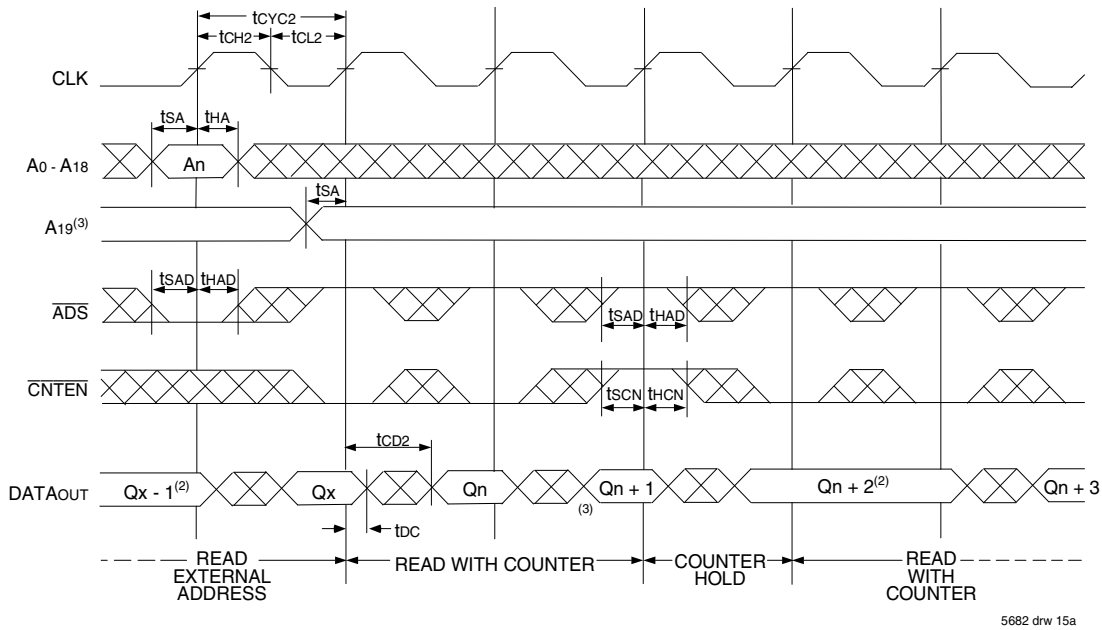 tCYC2
tCH2 tCL2
CLK
tSA tHA
A0 - A18 An
tSA
A19(3)
tSAD tHAD
ADS
tSAD tHAD
CNTEN
tSCN tHCN
tCD2
DATAOUT Qx - 1(2) Qx Qn Qn + 1 Qn + 2(2) Qn + 3
(3)
tDC
READ EXTERNAL ADDRESS
READ WITH COUNTER
COUNTER HOLD
READ WITH COUNTER
5682 drw 15a